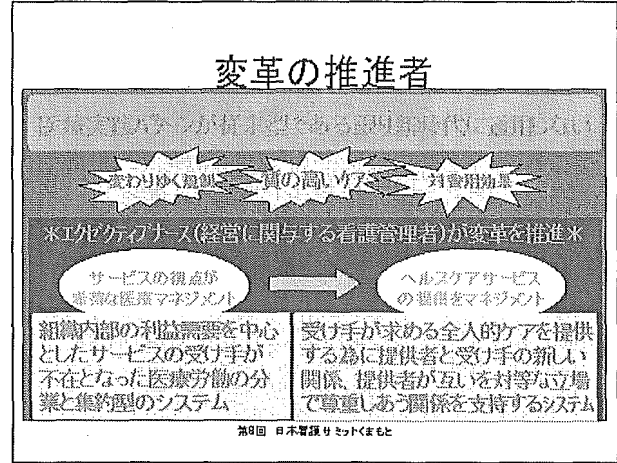 変革の推進者
変わりゆく規制
質の高いケア
対費用効果
＊エグゼクティブナース(経営に関与する看護管理者)が変革を推進＊
サービスの視点が
希薄な医療マネジメント
ヘルスケアサービス
の提供をマネジメント
組織内部の利益需要を中心
としたサービスの受け手が
不在となった医療労働の分
業と集約型のシステム
受け手が求める全人的ケアを提供
する為に提供者と受け手の新しい
関係、提供者が互いを対等な立場
で尊重しあう関係を支持するシステム
第8回 日本看護サミットくまもと